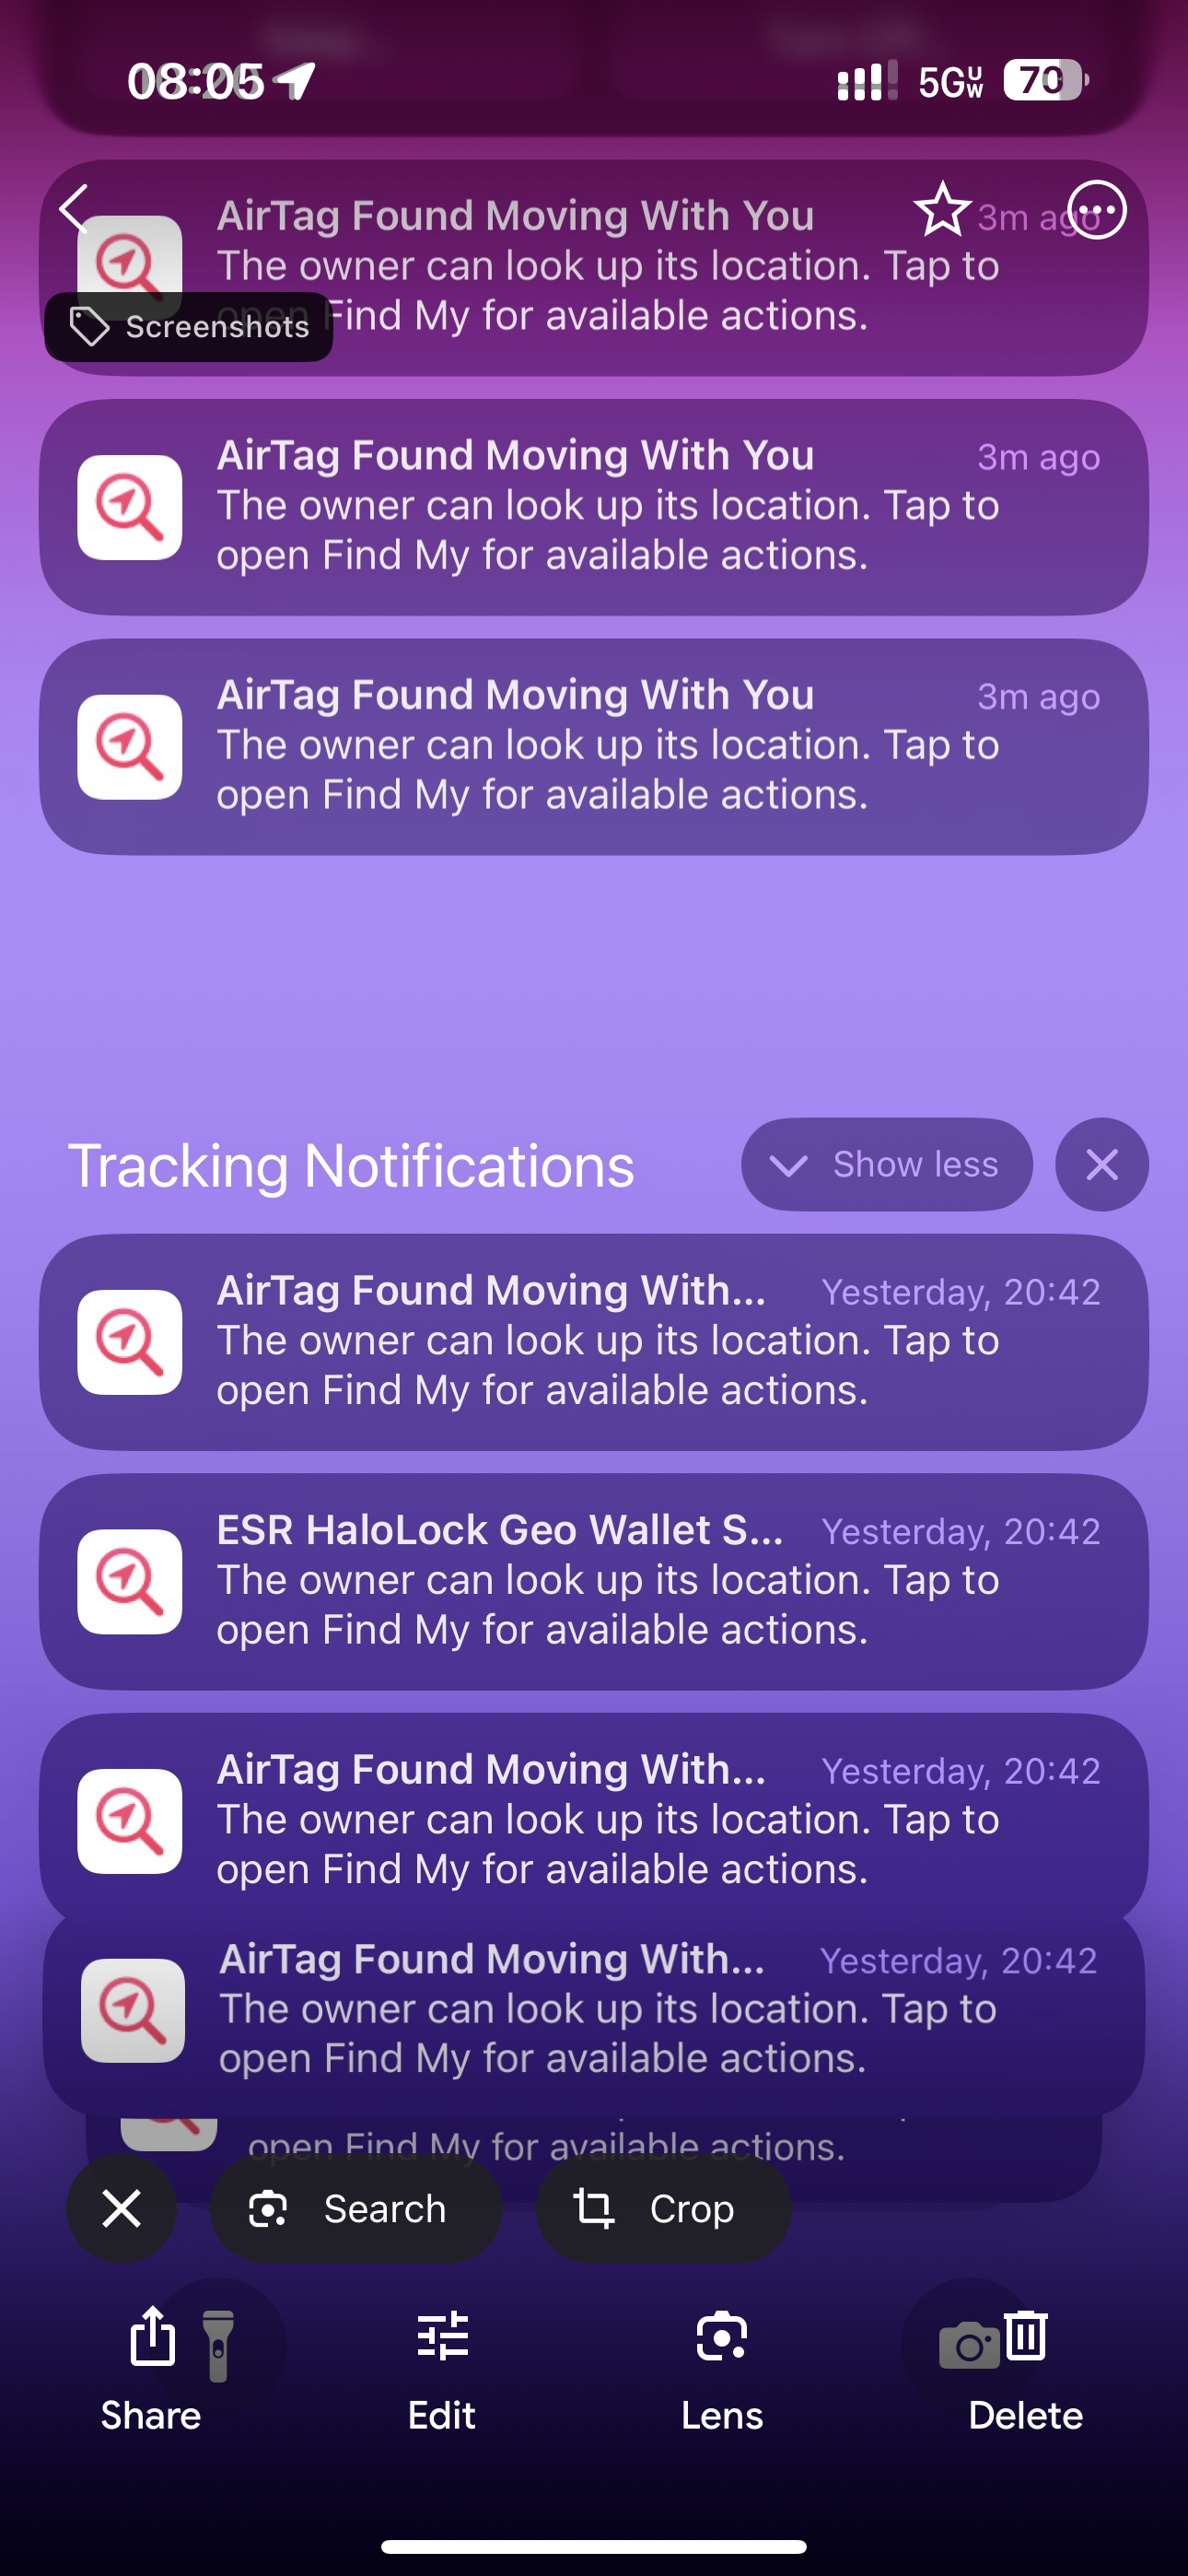 08:05
5G UW
70
AirTag Found Moving With You
3m ago
The owner can look up its location. Tap to
open Find My for available actions.
Screenshots
AirTag Found Moving With You
3m ago
The owner can look up its location. Tap to
open Find My for available actions.
AirTag Found Moving With You
3m ago
The owner can look up its location. Tap to
open Find My for available actions.
Tracking Notifications
Show less
AirTag Found Moving With...
Yesterday, 20:42
The owner can look up its location. Tap to
open Find My for available actions.
ESR HaloLock Geo Wallet S...
Yesterday, 20:42
The owner can look up its location. Tap to
open Find My for available actions.
AirTag Found Moving With...
Yesterday, 20:42
The owner can look up its location. Tap to
open Find My for available actions.
AirTag Found Moving With...
Yesterday, 20:42
The owner can look up its location. Tap to
open Find My for available actions.
open Find My for available actions.
Search
Crop
Share
Edit
Lens
Delete